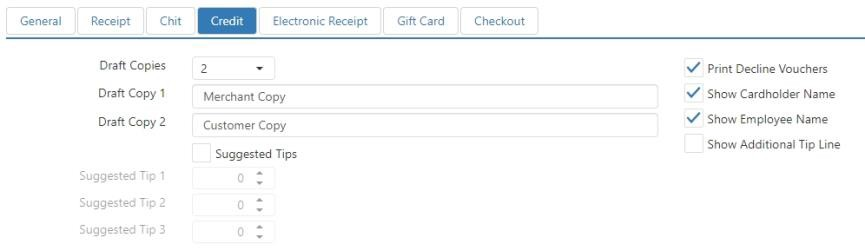 General Receipt Chit Credit Electronic Receipt Gift Card Checkout
Draft Copies 2
Print Decline Vouchers
Draft Copy 1 Merchant Copy
Show Cardholder Name
Draft Copy 2 Customer Copy
Show Employee Name
Suggested Tips
Show Additional Tip Line
Suggested Tip 1 0
Suggested Tip 2 0
Suggested Tip 3 0